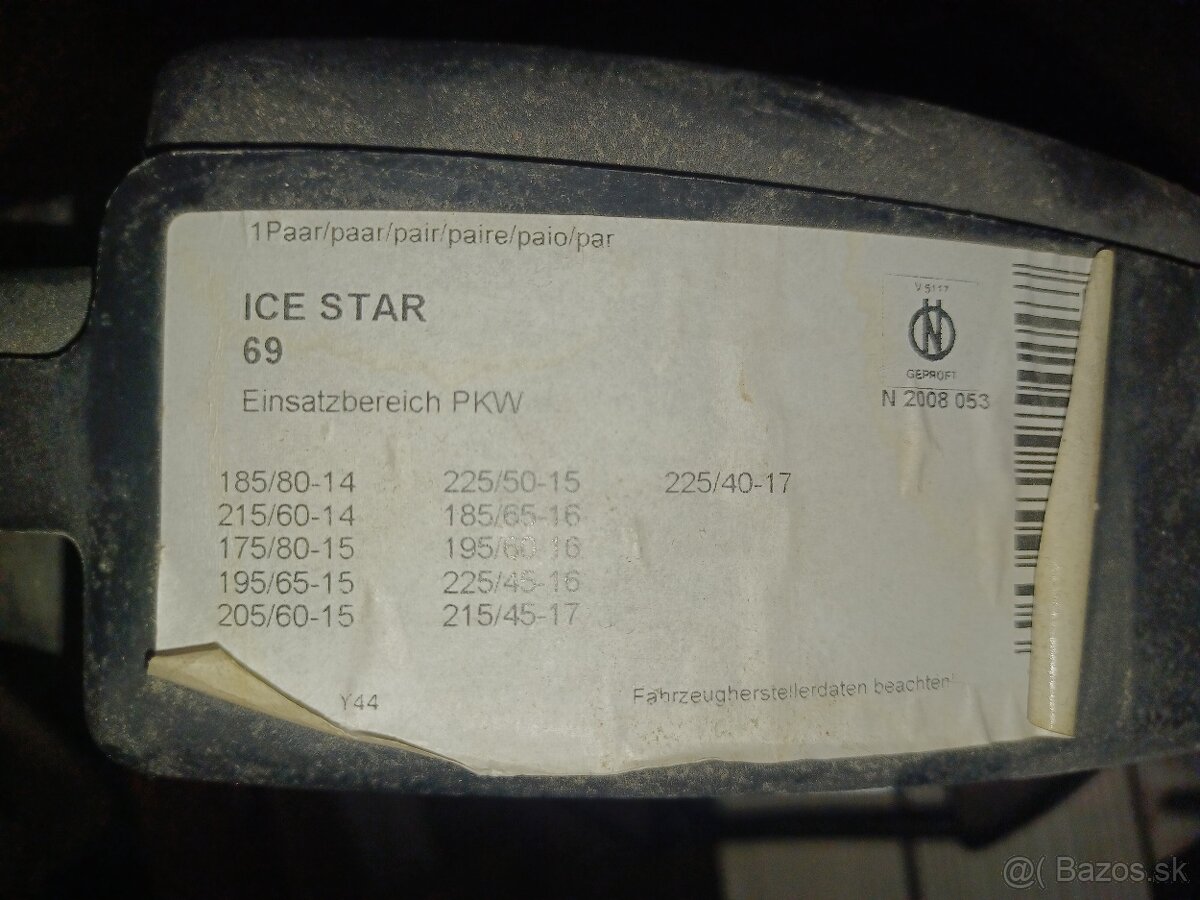 1Paar/paar/pair/paire/paio/par
ICE STAR
69
Einsatzbereich PKW
V5117
GEPRÜFT
N 2008 053
185/80-14 225/50-15 225/40-17
215/60-14 185/65-16
175/80-15 195/60-16
195/65-15 225/45-16
205/60-15 215/45-17
Y44
Fahrzeugherstellerdaten beachten!
@( Bazos.sk